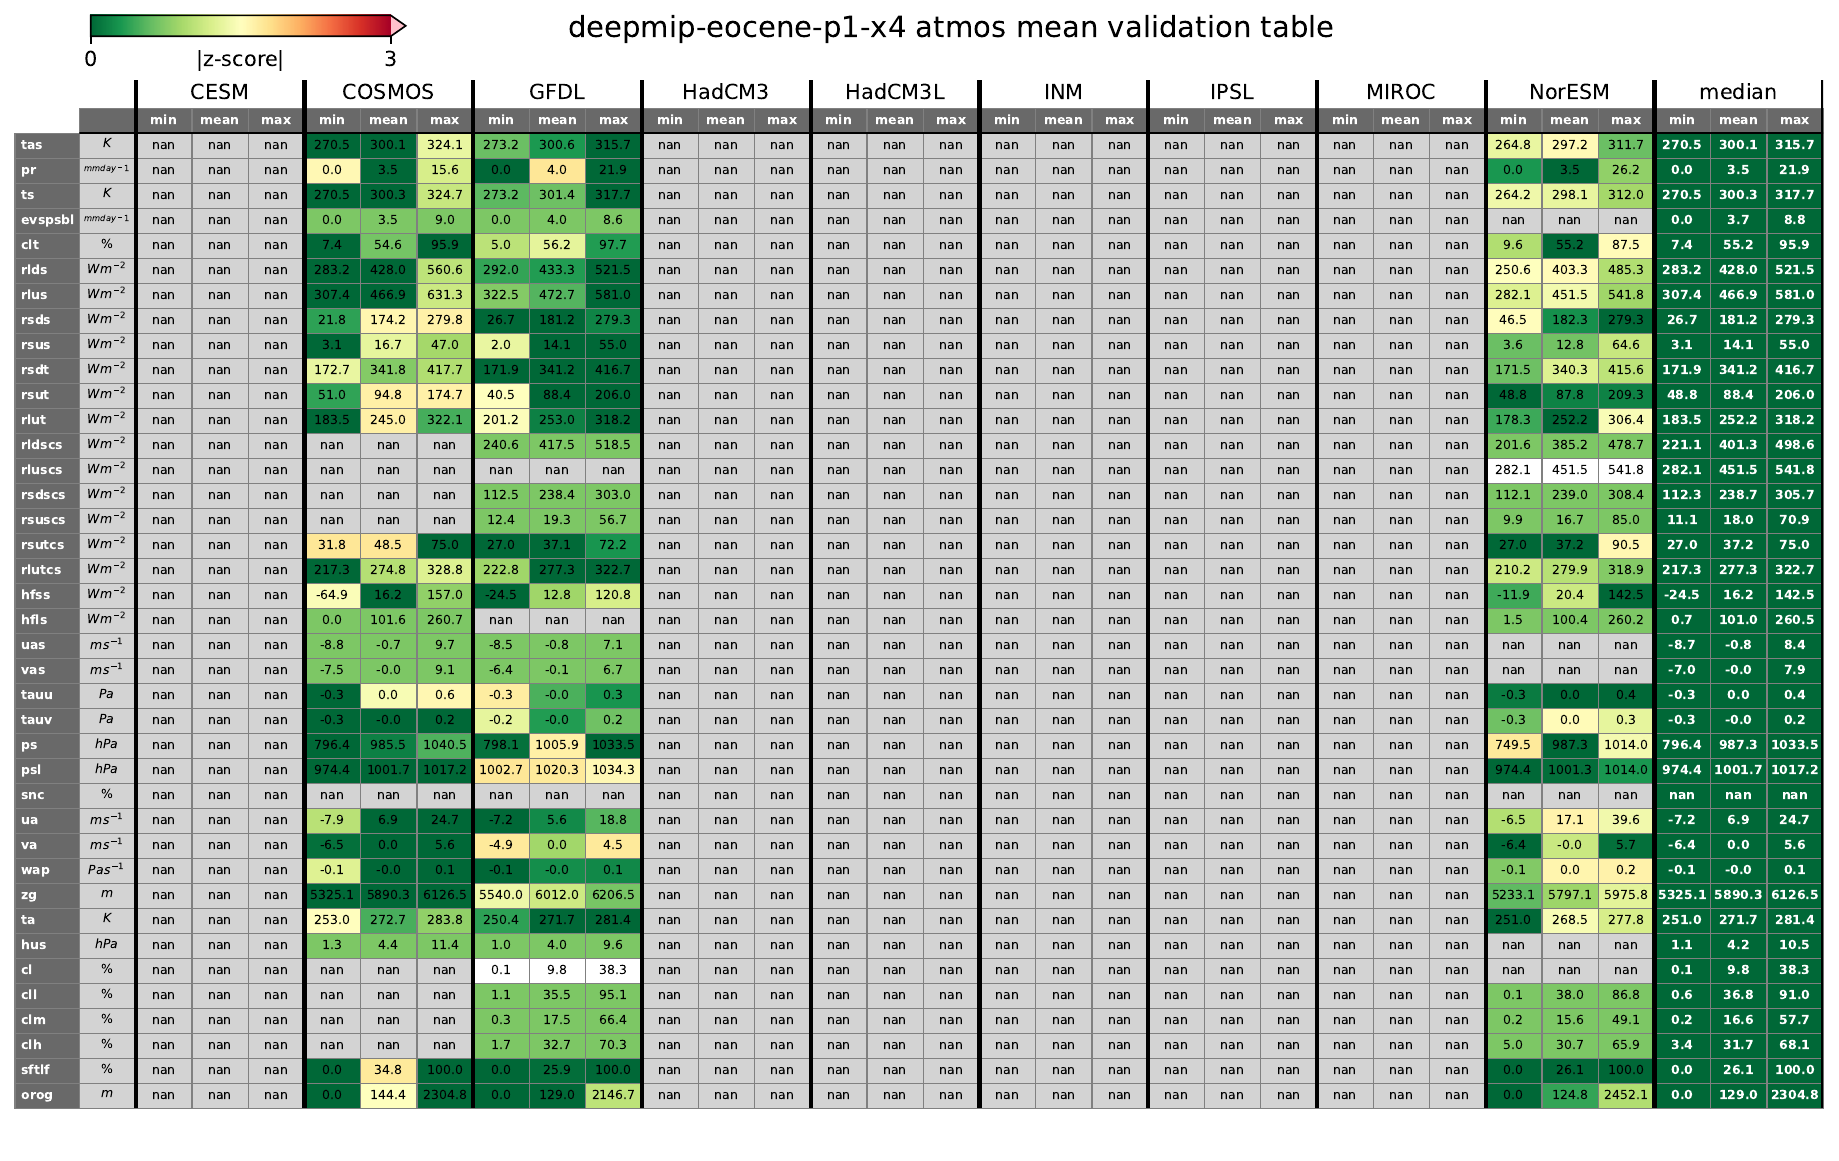 deepmip-eocene-p1-x4 atmos mean validation table
0 |z-score| 3
CESM COSMOS GFDL HadCM3 HadCM3L INM IPSL MIROC NorESM median
min mean max min mean max min mean max min mean max min mean max min mean max min mean max min mean max min mean max min mean max
tas K nan nan nan 270.5 300.1 324.1 273.2 300.6 315.7 nan nan nan nan nan nan nan nan nan nan nan nan nan nan nan 264.8 297.2 311.7 270.5 300.1 315.7
pr mmday−1 nan nan nan 0.0 3.5 15.6 0.0 4.0 21.9 nan nan nan nan nan nan nan nan nan nan nan nan nan nan nan 0.0 3.5 26.2 0.0 3.5 21.9
ts K nan nan nan 270.5 300.3 324.7 273.2 301.4 317.7 nan nan nan nan nan nan nan nan nan nan nan nan nan nan nan 264.2 298.1 312.0 270.5 300.3 317.7
evspsbl mmday−1 nan nan nan 0.0 3.5 9.0 0.0 4.0 8.6 nan nan nan nan nan nan nan nan nan nan nan nan nan nan nan nan nan nan 0.0 3.7 8.8
clt % nan nan nan 7.4 54.6 95.9 5.0 56.2 97.7 nan nan nan nan nan nan nan nan nan nan nan nan nan nan nan 9.6 55.2 87.5 7.4 55.2 95.9
rlds Wm−2 nan nan nan 283.2 428.0 560.6 292.0 433.3 521.5 nan nan nan nan nan nan nan nan nan nan nan nan nan nan nan 250.6 403.3 485.3 283.2 428.0 521.5
rlus Wm−2 nan nan nan 307.4 466.9 631.3 322.5 472.7 581.0 nan nan nan nan nan nan nan nan nan nan nan nan nan nan nan 282.1 451.5 541.8 307.4 466.9 581.0
rsds Wm−2 nan nan nan 21.8 174.2 279.8 26.7 181.2 279.3 nan nan nan nan nan nan nan nan nan nan nan nan nan nan nan 46.5 182.3 279.3 26.7 181.2 279.3
rsus Wm−2 nan nan nan 3.1 16.7 47.0 2.0 14.1 55.0 nan nan nan nan nan nan nan nan nan nan nan nan nan nan nan 3.6 12.8 64.6 3.1 14.1 55.0
rsdt Wm−2 nan nan nan 172.7 341.8 417.7 171.9 341.2 416.7 nan nan nan nan nan nan nan nan nan nan nan nan nan nan nan 171.5 340.3 415.6 171.9 341.2 416.7
rsut Wm−2 nan nan nan 51.0 94.8 174.7 40.5 88.4 206.0 nan nan nan nan nan nan nan nan nan nan nan nan nan nan nan 48.8 87.8 209.3 48.8 88.4 206.0
rlut Wm−2 nan nan nan 183.5 245.0 322.1 201.2 253.0 318.2 nan nan nan nan nan nan nan nan nan nan nan nan nan nan nan 178.3 252.2 306.4 183.5 252.2 318.2
rldscs Wm−2 nan nan nan nan nan nan 240.6 417.5 518.5 nan nan nan nan nan nan nan nan nan nan nan nan nan nan nan 201.6 385.2 478.7 221.1 401.3 498.6
rluscs Wm−2 nan nan nan nan nan nan nan nan nan nan nan nan nan nan nan nan nan nan nan nan nan nan nan nan 282.1 451.5 541.8 282.1 451.5 541.8
rsdscs Wm−2 nan nan nan nan nan nan 112.5 238.4 303.0 nan nan nan nan nan nan nan nan nan nan nan nan nan nan nan 112.1 239.0 308.4 112.3 238.7 305.7
rsuscs Wm−2 nan nan nan nan nan nan 12.4 19.3 56.7 nan nan nan nan nan nan nan nan nan nan nan nan nan nan nan 9.9 16.7 85.0 11.1 18.0 70.9
rsutcs Wm−2 nan nan nan 31.8 48.5 75.0 27.0 37.1 72.2 nan nan nan nan nan nan nan nan nan nan nan nan nan nan nan 27.0 37.2 90.5 27.0 37.2 75.0
rlutcs Wm−2 nan nan nan 217.3 274.8 328.8 222.8 277.3 322.7 nan nan nan nan nan nan nan nan nan nan nan nan nan nan nan 210.2 279.9 318.9 217.3 277.3 322.7
hfss Wm−2 nan nan nan -64.9 16.2 157.0 -24.5 12.8 120.8 nan nan nan nan nan nan nan nan nan nan nan nan nan nan nan -11.9 20.4 142.5 -24.5 16.2 142.5
hfls Wm−2 nan nan nan 0.0 101.6 260.7 nan nan nan nan nan nan nan nan nan nan nan nan nan nan nan nan nan nan 1.5 100.4 260.2 0.7 101.0 260.5
uas ms−1 nan nan nan -8.8 -0.7 9.7 -8.5 -0.8 7.1 nan nan nan nan nan nan nan nan nan nan nan nan nan nan nan nan nan nan -8.7 -0.8 8.4
vas ms−1 nan nan nan -7.5 -0.0 9.1 -6.4 -0.1 6.7 nan nan nan nan nan nan nan nan nan nan nan nan nan nan nan nan nan nan -7.0 -0.0 7.9
tauu Pa nan nan nan -0.3 0.0 0.6 -0.3 -0.0 0.3 nan nan nan nan nan nan nan nan nan nan nan nan nan nan nan -0.3 0.0 0.4 -0.3 0.0 0.4
tauv Pa nan nan nan -0.3 -0.0 0.2 -0.2 -0.0 0.2 nan nan nan nan nan nan nan nan nan nan nan nan nan nan nan -0.3 0.0 0.3 -0.3 -0.0 0.2
ps hPa nan nan nan 796.4 985.5 1040.5 798.1 1005.9 1033.5 nan nan nan nan nan nan nan nan nan nan nan nan nan nan nan 749.5 987.3 1014.0 796.4 987.3 1033.5
psl hPa nan nan nan 974.4 1001.7 1017.2 1002.7 1020.3 1034.3 nan nan nan nan nan nan nan nan nan nan nan nan nan nan nan 974.4 1001.3 1014.0 974.4 1001.7 1017.2
snc % nan nan nan nan nan nan nan nan nan nan nan nan nan nan nan nan nan nan nan nan nan nan nan nan nan nan nan nan nan nan
ua ms−1 nan nan nan -7.9 6.9 24.7 -7.2 5.6 18.8 nan nan nan nan nan nan nan nan nan nan nan nan nan nan nan -6.5 17.1 39.6 -7.2 6.9 24.7
va ms−1 nan nan nan -6.5 0.0 5.6 -4.9 0.0 4.5 nan nan nan nan nan nan nan nan nan nan nan nan nan nan nan -6.4 -0.0 5.7 -6.4 0.0 5.6
wap Pas−1 nan nan nan -0.1 -0.0 0.1 -0.1 -0.0 0.1 nan nan nan nan nan nan nan nan nan nan nan nan nan nan nan -0.1 0.0 0.2 -0.1 -0.0 0.1
zg m nan nan nan 5325.1 5890.3 6126.5 5540.0 6012.0 6206.5 nan nan nan nan nan nan nan nan nan nan nan nan nan nan nan 5233.1 5797.1 5975.8 5325.1 5890.3 6126.5
ta K nan nan nan 253.0 272.7 283.8 250.4 271.7 281.4 nan nan nan nan nan nan nan nan nan nan nan nan nan nan nan 251.0 268.5 277.8 251.0 271.7 281.4
hus hPa nan nan nan 1.3 4.4 11.4 1.0 4.0 9.6 nan nan nan nan nan nan nan nan nan nan nan nan nan nan nan nan nan nan 1.1 4.2 10.5
cl % nan nan nan nan nan nan 0.1 9.8 38.3 nan nan nan nan nan nan nan nan nan nan nan nan nan nan nan nan nan nan 0.1 9.8 38.3
cll % nan nan nan nan nan nan 1.1 35.5 95.1 nan nan nan nan nan nan nan nan nan nan nan nan nan nan nan 0.1 38.0 86.8 0.6 36.8 91.0
clm % nan nan nan nan nan nan 0.3 17.5 66.4 nan nan nan nan nan nan nan nan nan nan nan nan nan nan nan 0.2 15.6 49.1 0.2 16.6 57.7
clh % nan nan nan nan nan nan 1.7 32.7 70.3 nan nan nan nan nan nan nan nan nan nan nan nan nan nan nan 5.0 30.7 65.9 3.4 31.7 68.1
sftlf % nan nan nan 0.0 34.8 100.0 0.0 25.9 100.0 nan nan nan nan nan nan nan nan nan nan nan nan nan nan nan 0.0 26.1 100.0 0.0 26.1 100.0
orog m nan nan nan 0.0 144.4 2304.8 0.0 129.0 2146.7 nan nan nan nan nan nan nan nan nan nan nan nan nan nan nan 0.0 124.8 2452.1 0.0 129.0 2304.8